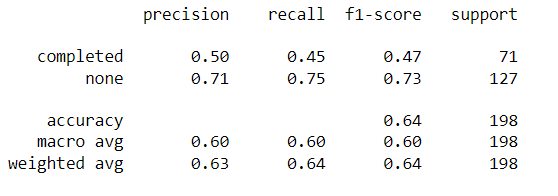 precision recall f1-score support
completed 0.50 0.45 0.47 71
none 0.71 0.75 0.73 127
accuracy 0.64 198
macro avg 0.60 0.60 0.60 198
weighted avg 0.63 0.64 0.64 198